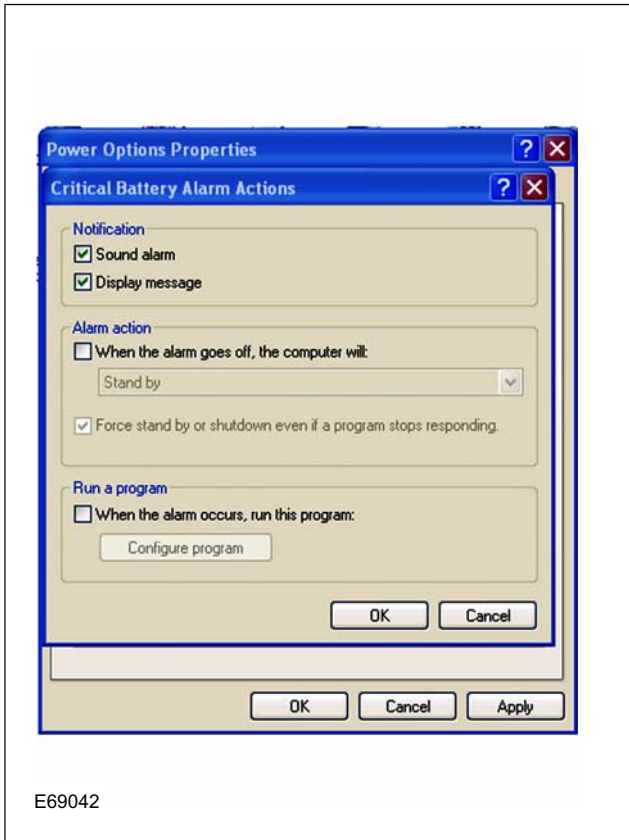 Power Options Properties
Critical Battery Alarm Actions
Notification
Sound alarm
Display message
Alarm action
When the alarm goes off, the computer will:
Stand by
Force stand by or shutdown even if a program stops responding.
Run a program
When the alarm occurs, run this program:
Configure program
OK Cancel
OK Cancel Apply
E69042